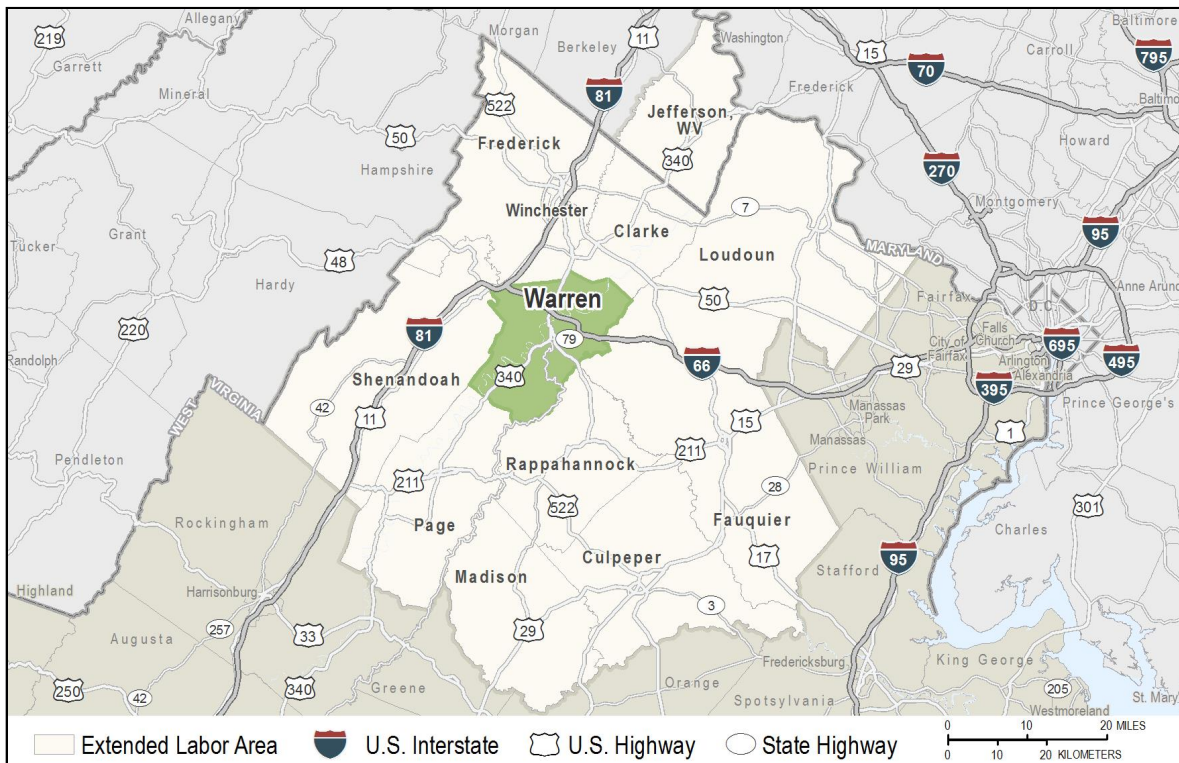 Allegany
Morgan
219
Garrett
Berkeley
11
Washington
15
Carroll
Baltimore
795
Mineral
522
81
70
Frederick
Baltimo
50
Jefferson,
WV
Frederick
Howard
Hampshire
340
270
Montgomery
Winchester
7
95
Tucker
Grant
Clarke
Loudoun
MARYLAND
Hardy
48
Anne Arund
Warren
50
Fairfax
D.C.
220
81
79
Falls
Church
City of
Fairfax
695
Randolph
66
29
Arlington
Alexandria
495
340
395
Shenandoah
WEST
VIRGINIA
42
11
15
Manassas
Park
Prince George's
1
Manassas
Pendleton
Rappahannock
211
Prince William
211
28
Rockingham
522
301
Page
Fauquier
Charles
Culpeper
17
95
Madison
Stafford
Highland
Harrisonburg
3
Augusta
257
29
33
King George
Fredericksburg
250
42
340
Greene
Orange
Spotsylvania
205
Westmoreland
St. Mary
Extended Labor Area
U.S. Interstate
U.S. Highway
State Highway
0 10 20 MILES
0 10 20 KILOMETERS